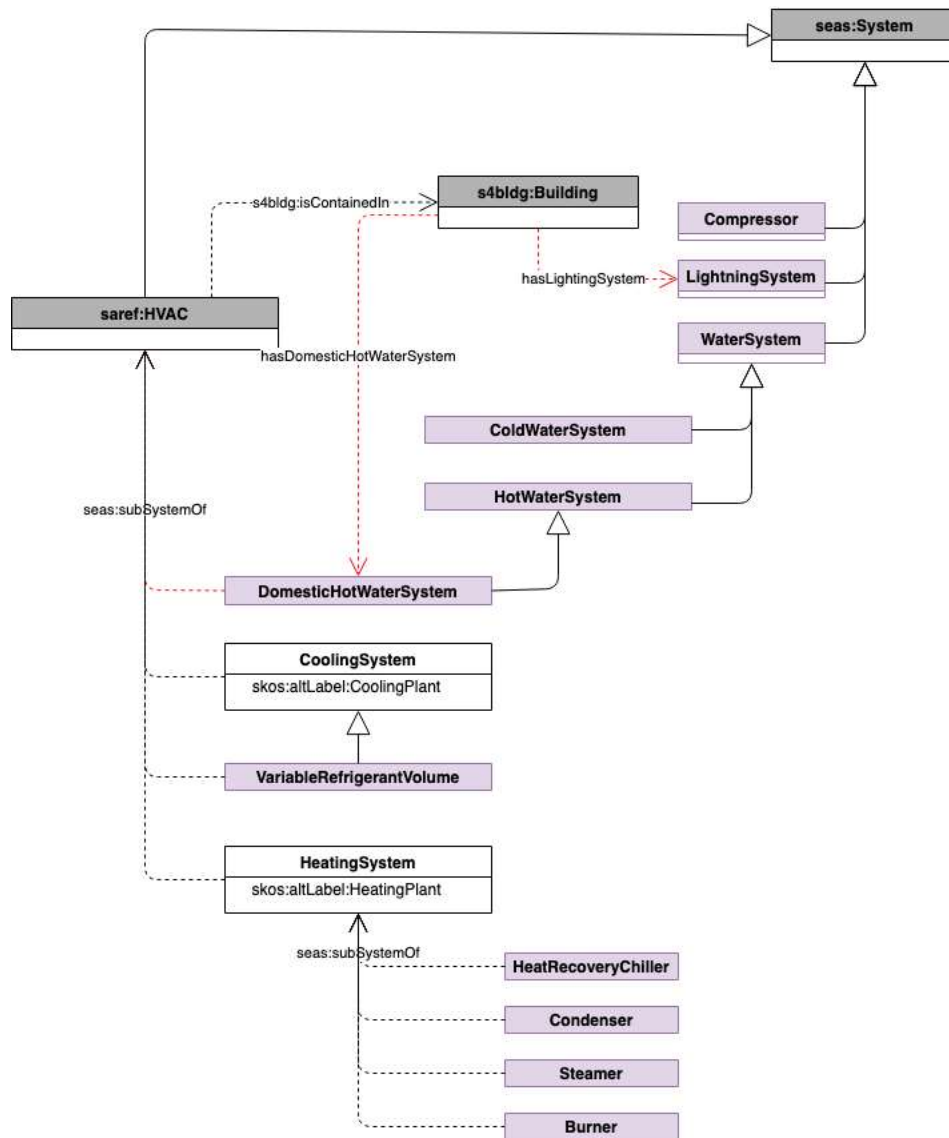 seas:System
s4bldg:isContainedIn
s4bldg:Building
Compressor
hasLightingSystem
LightningSystem
saref:HVAC
WaterSystem
hasDomesticHotWaterSystem
ColdWaterSystem
HotWaterSystem
seas:subSystemOf
DomesticHotWaterSystem
CoolingSystem
skos:altLabel:CoolingPlant
VariableRefrigerantVolume
HeatingSystem
skos:altLabel:HeatingPlant
seas:subSystemOf
HeatRecoveryChiller
Condenser
Steamer
Burner